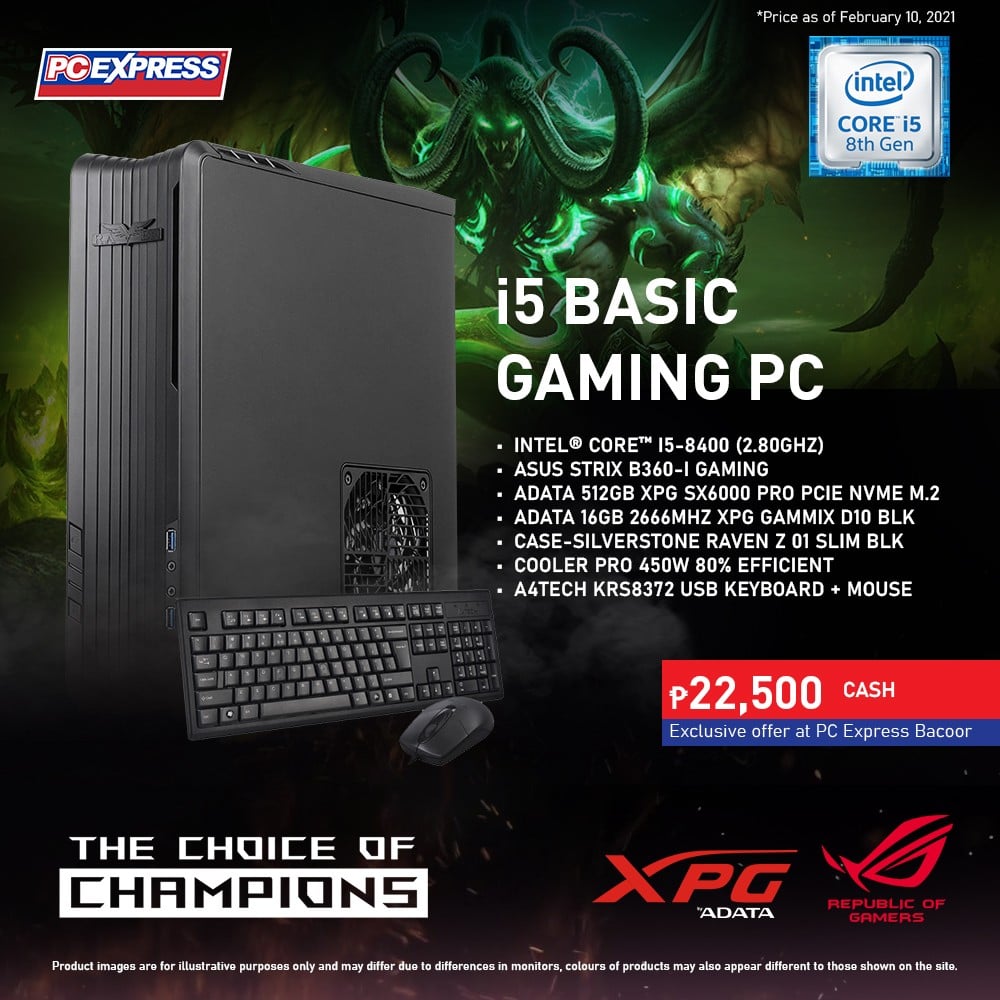 *Price as of February 10, 2021
PCEXPRESS
intel
CORE™ i5
8th Gen
RAVEN
i5 BASIC
GAMING PC
▪ INTEL® CORE™ I5-8400 (2.80GHZ)
▪ ASUS STRIX B360-I GAMING
▪ ADATA 512GB XPG SX6000 PRO PCIE NVME M.2
▪ ADATA 16GB 2666MHZ XPG GAMMIX D10 BLK
▪ CASE-SILVERSTONE RAVEN Z 01 SLIM BLK
▪ COOLER PRO 450W 80% EFFICIENT
▪ A4TECH KRS8372 USB KEYBOARD + MOUSE
₱22,500 CASH
Exclusive offer at PC Express Bacoor
THE CHOICE OF
CHAMPIONS
XPG
by ADATA
REPUBLIC OF
GAMERS
Product images are for illustrative purposes only and may differ due to differences in monitors, colours of products may also appear different to those shown on the site.